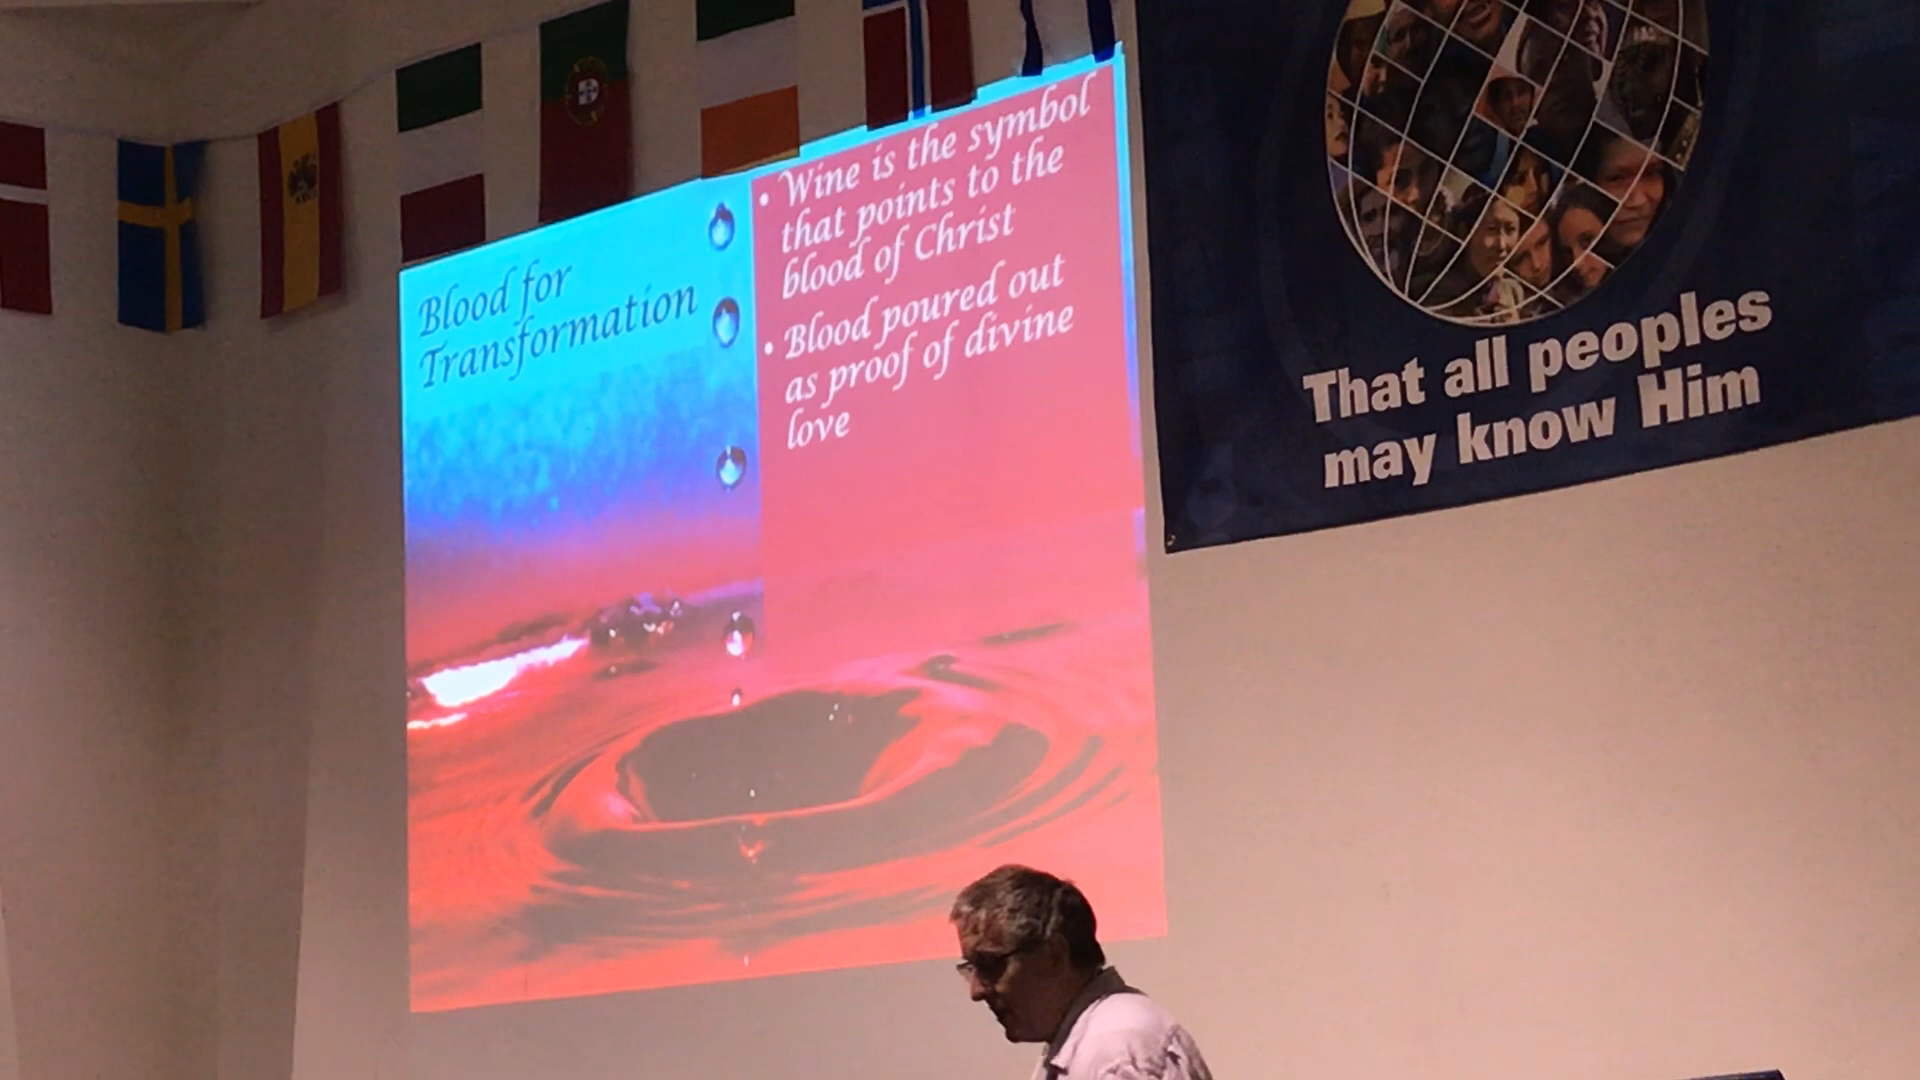 Blood for
Transformation
• Wine is the symbol
that points to the
blood of Christ
• Blood poured out
as proof of divine
love
That all peoples
may know Him